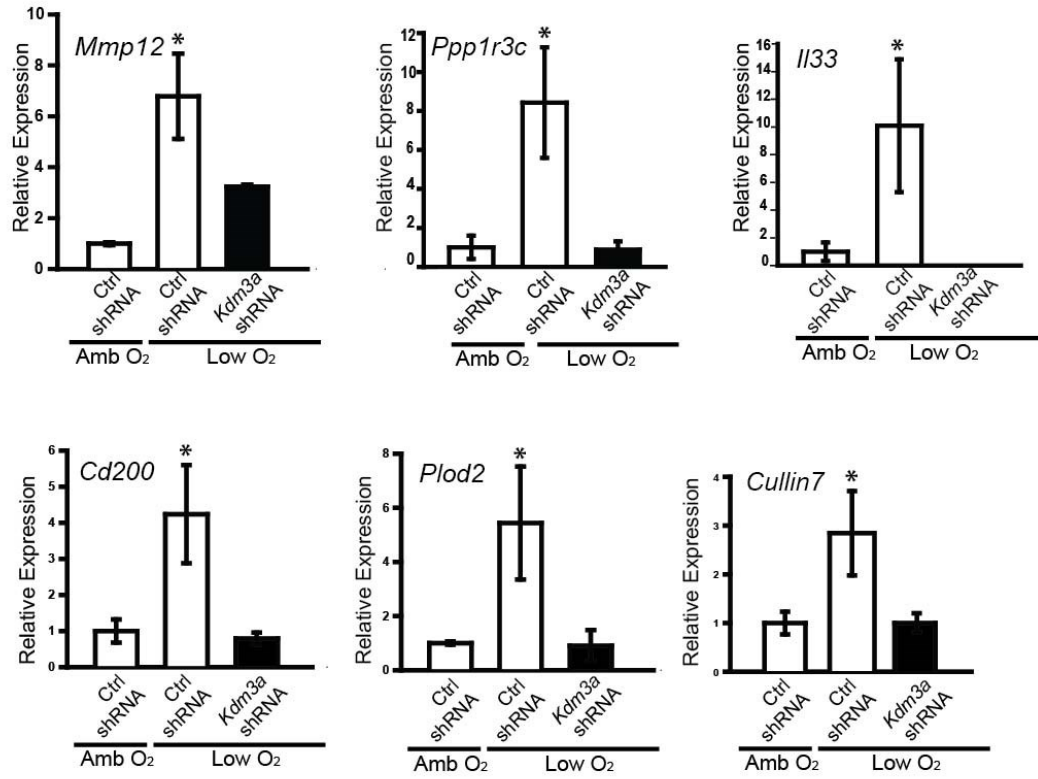 Mmp12
*
Relative Expression
10
8
6
4
2
0
Ctrl shRNA
Ctrl shRNA
Kdm3a shRNA
Amb O₂
Low O₂
Ppp1r3c
*
Relative Expression
12
10
8
6
4
2
0
Ctrl shRNA
Ctrl shRNA
Kdm3a shRNA
Amb O₂
Low O₂
Il33
*
Relative Expression
16
14
12
10
8
6
4
2
0
Ctrl shRNA
Ctrl shRNA
Kdm3a shRNA
Amb O₂
Low O₂
Cd200
*
Relative Expression
6
5
4
3
2
1
0
Ctrl shRNA
Ctrl shRNA
Kdm3a shRNA
Amb O₂
Low O₂
Plod2
*
Relative Expression
8
6
4
2
0
Ctrl shRNA
Ctrl shRNA
Kdm3a shRNA
Amb O₂
Low O₂
Cullin7
*
Relative Expression
4
3
2
1
0
Ctrl shRNA
Ctrl shRNA
Kdm3a shRNA
Amb O₂
Low O₂